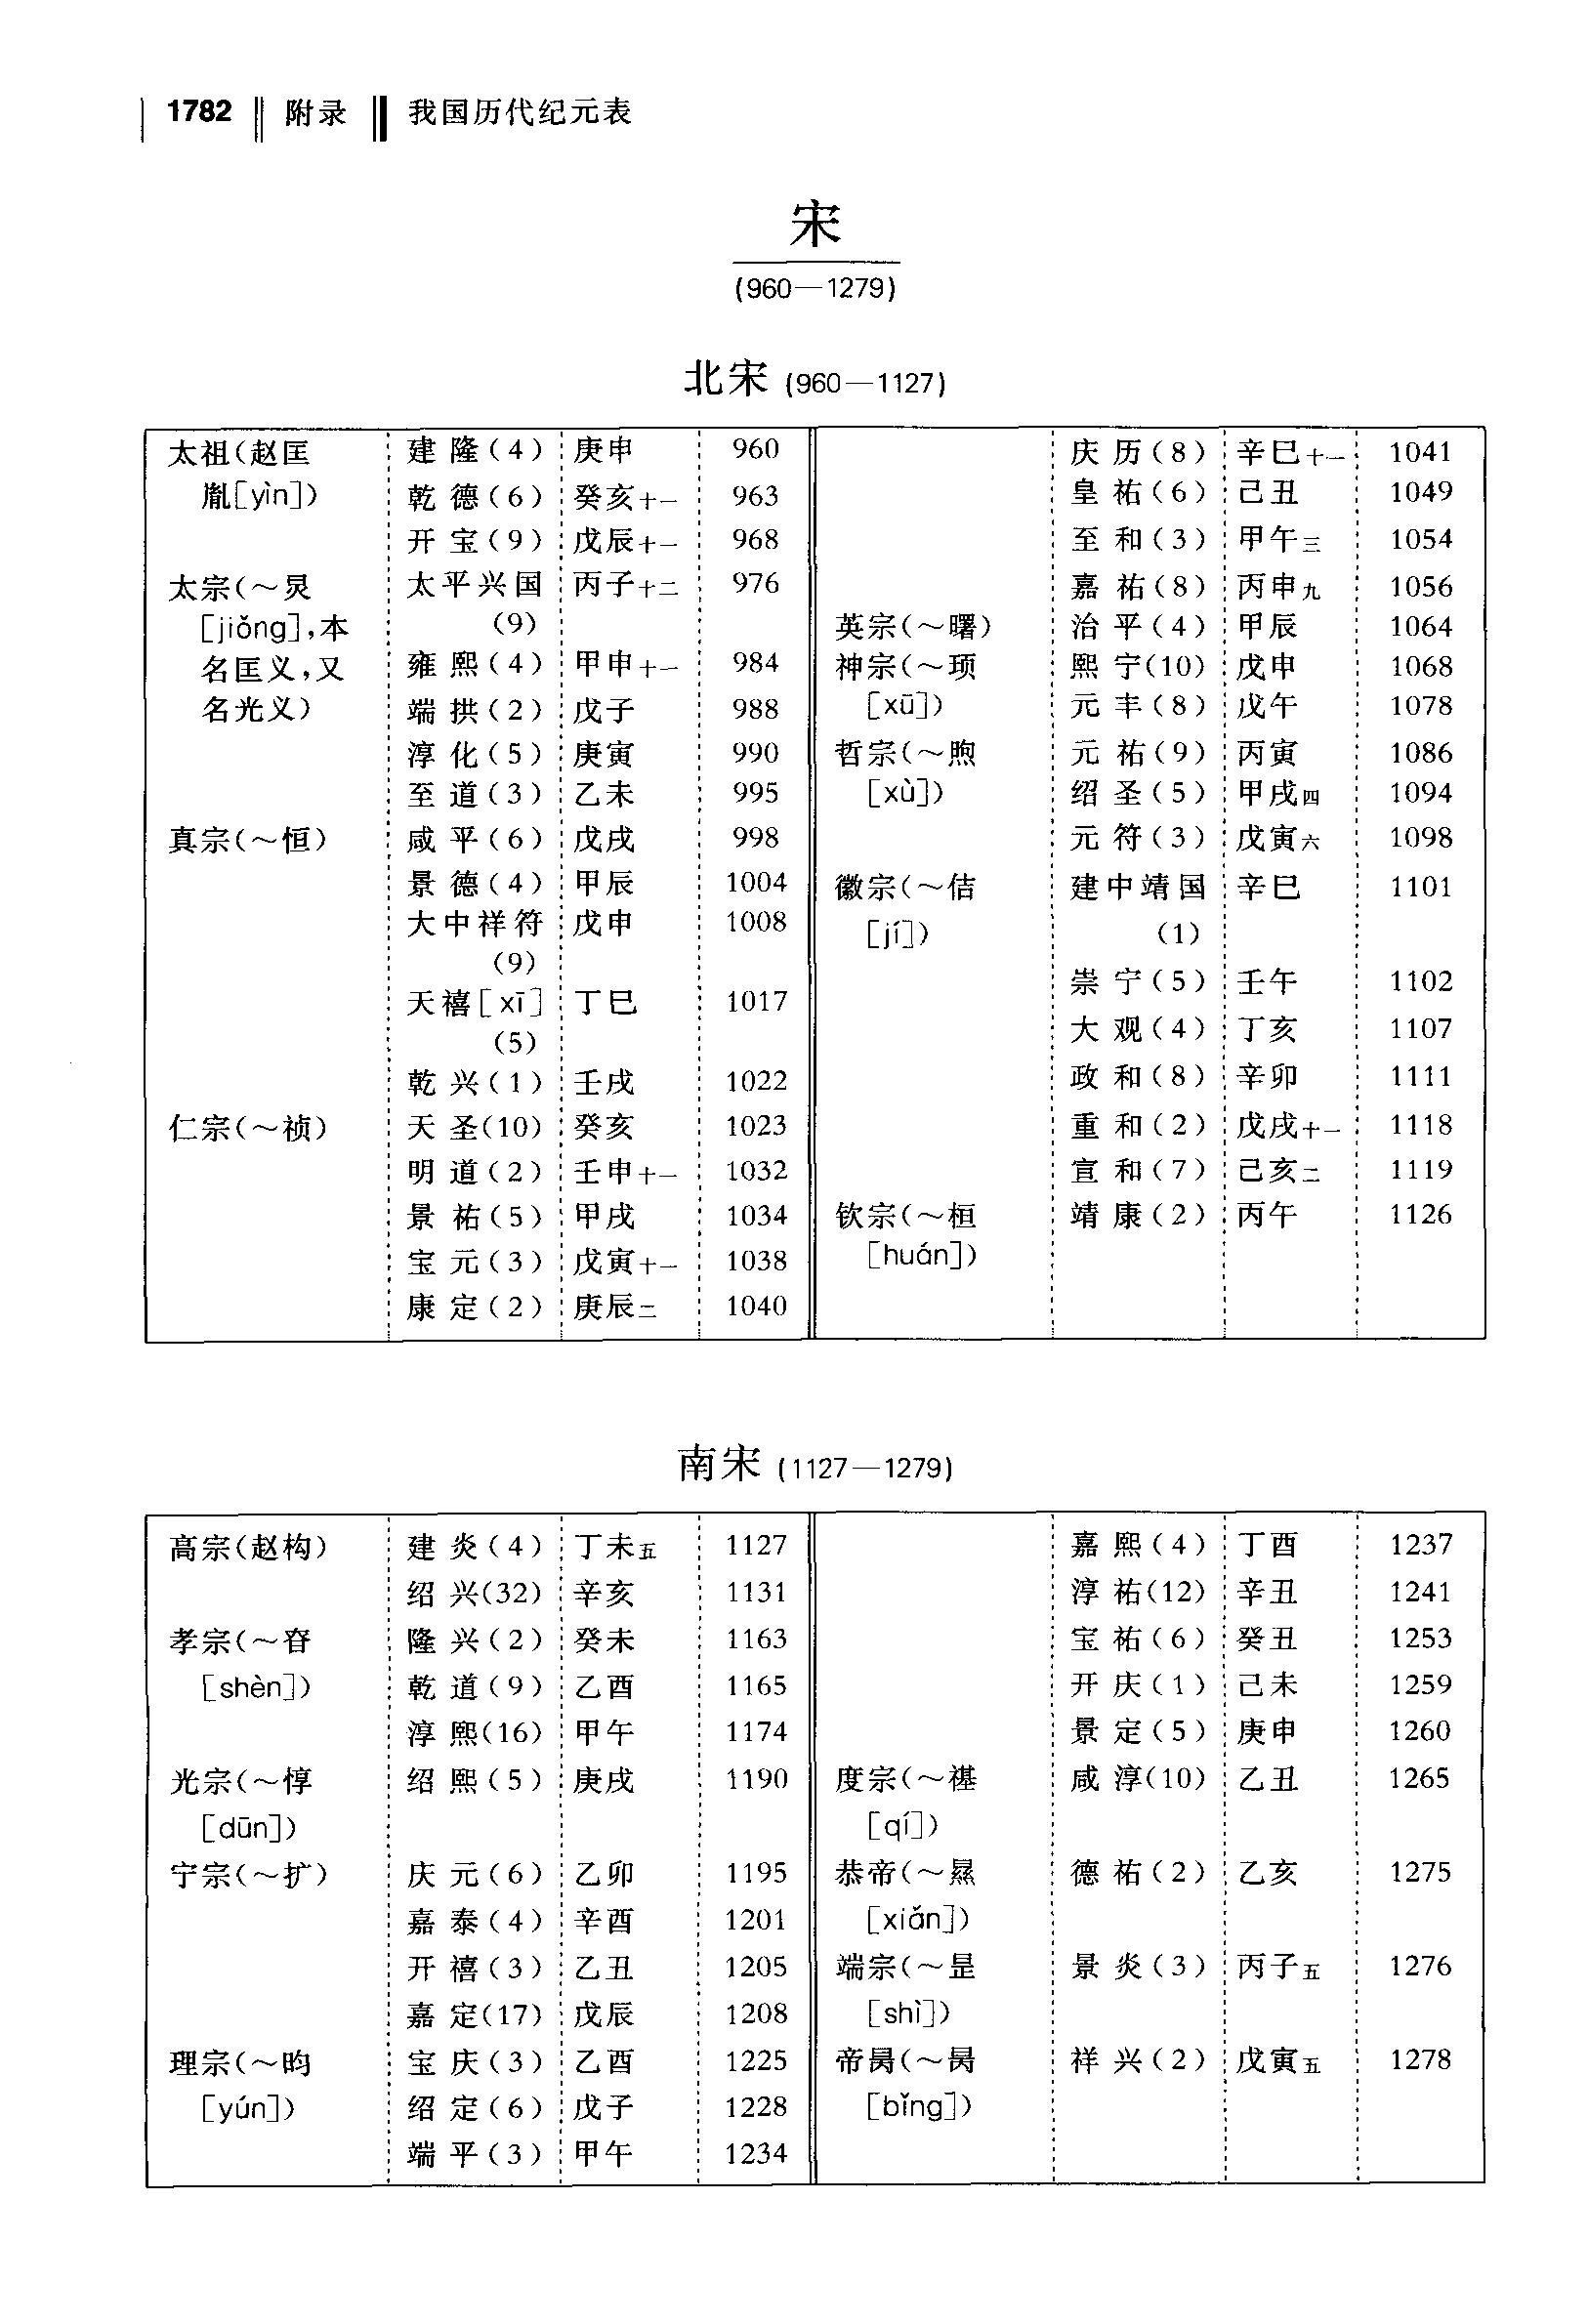 1782 附录 我国历代纪元表
宋
(960—1279)
北宋 (960—1127)
太祖(赵匡 建隆(4) 庚申 960
胤[yìn]) 乾德(6) 癸亥十一 963
开宝(9) 戊辰十一 968
太宗(～炅 太平兴国 丙子十二 976
[jiǒng],本 (9)
名匡义,又 雍熙(4) 甲申十一 984
名光义) 端拱(2) 戊子 988
淳化(5) 庚寅 990
至道(3) 乙未 995
真宗(～恒) 咸平(6) 戊戌 998
景德(4) 甲辰 1004
大中祥符 戊申 1008
(9)
天禧[xī] 丁巳 1017
(5)
乾兴(1) 壬戌 1022
仁宗(～祯) 天圣(10) 癸亥 1023
明道(2) 壬申十一 1032
景祐(5) 甲戌 1034
宝元(3) 戊寅十一 1038
康定(2) 庚辰二 1040
庆历(8) 辛巳十一 1041
皇祐(6) 己丑 1049
至和(3) 甲午三 1054
嘉祐(8) 丙申九 1056
英宗(～曙) 治平(4) 甲辰 1064
神宗(～顼 熙宁(10) 戊申 1068
[xū]) 元丰(8) 戊午 1078
哲宗(～煦 元祐(9) 丙寅 1086
[xù]) 绍圣(5) 甲戌四 1094
元符(3) 戊寅六 1098
徽宗(～佶 建中靖国 辛巳 1101
[jí]) (1)
崇宁(5) 壬午 1102
大观(4) 丁亥 1107
政和(8) 辛卯 1111
重和(2) 戊戌十一 1118
宣和(7) 己亥二 1119
钦宗(～桓 靖康(2) 丙午 1126
[huán])
南宋 (1127—1279)
高宗(赵构) 建炎(4) 丁未五 1127
绍兴(32) 辛亥 1131
孝宗(～昚 隆兴(2) 癸未 1163
[shèn]) 乾道(9) 乙酉 1165
淳熙(16) 甲午 1174
光宗(～惇 绍熙(5) 庚戌 1190
[dūn])
宁宗(～扩) 庆元(6) 乙卯 1195
嘉泰(4) 辛酉 1201
开禧(3) 乙丑 1205
嘉定(17) 戊辰 1208
理宗(～昀 宝庆(3) 乙酉 1225
[yún]) 绍定(6) 戊子 1228
端平(3) 甲午 1234
嘉熙(4) 丁酉 1237
淳祐(12) 辛丑 1241
宝祐(6) 癸丑 1253
开庆(1) 己未 1259
景定(5) 庚申 1260
度宗(～禥 咸淳(10) 乙丑 1265
[qí])
恭帝(～㬎 德祐(2) 乙亥 1275
[xiǎn])
端宗(～昰 景炎(3) 丙子五 1276
[shì])
帝昺(～昺 祥兴(2) 戊寅五 1278
[bǐng])